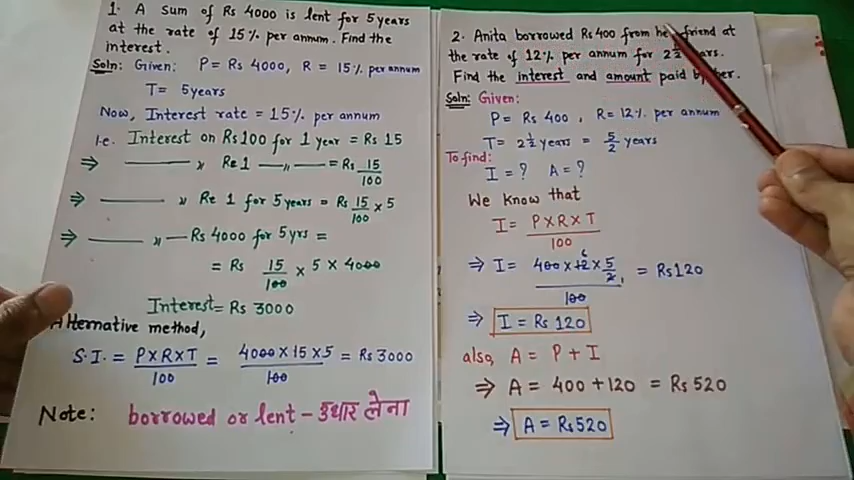 1. A Sum of Rs 4000 is lent for 5 years
at the rate of 15% per annum. Find the
interest.
Soln: Given: P = Rs 4000, R = 15% per annum
T = 5 years
Now, Interest rate = 15% per annum
i.e. Interest on Rs 100 for 1 year = Rs 15
⇒ ——— " Re 1 —"— —— = Rs 15/100
⇒ ——— " Re 1 for 5 years = Rs 15/100 × 5
⇒ ——— " — Rs 4000 for 5 yrs =
= Rs 15/100 × 5 × 4000
Interest = Rs 3000
Alternative method,
S.I. = P×R×T/100 = 4000×15×5/100 = Rs 3000
Note: borrowed or lent - उधार लेना
2. Anita borrowed Rs 400 from he friend at
the rate of 12% per annum for 2½
Find the interest and amount paid by her.
Soln: Given:
P = Rs 400, R = 12% per annum
T = 2½ years = 5/2 years
To find:
I = ? A = ?
We know that
I = P×R×T/100
⇒ I = 400×12×5/2/100 = Rs 120
6 1
⇒ I = Rs 120
also, A = P + I
⇒ A = 400 + 120 = Rs 520
⇒ A = Rs 520